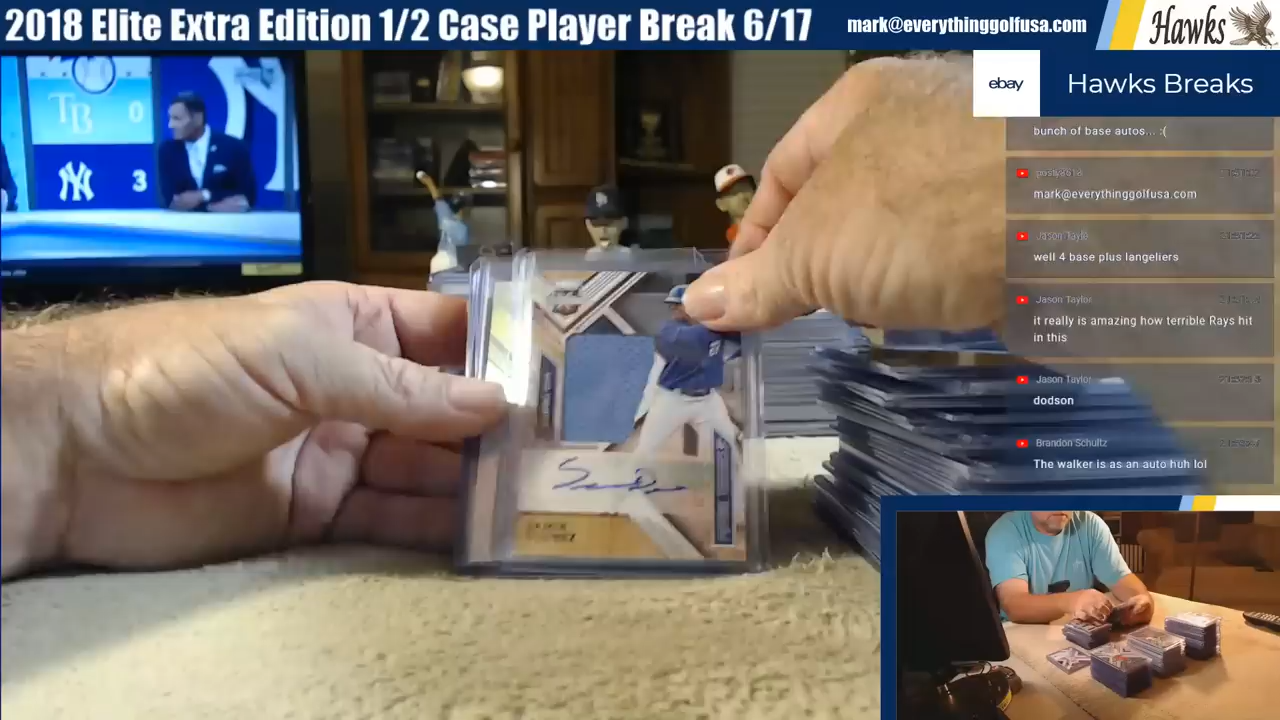 2018 Elite Extra Edition 1/2 Case Player Break 6/17
mark@everythinggolfusa.com
Hawks
ebay
Hawks Breaks
TB 0
NY 3
bunch of base autos... :(
mark@everythinggolfusa.com
Jason Taylor
well 4 base plus langeliers
Jason Taylor
it really is amazing how terrible Rays hit
in this
Jason Taylor
dodson
Brandon Schultz
The walker is as an auto huh lol